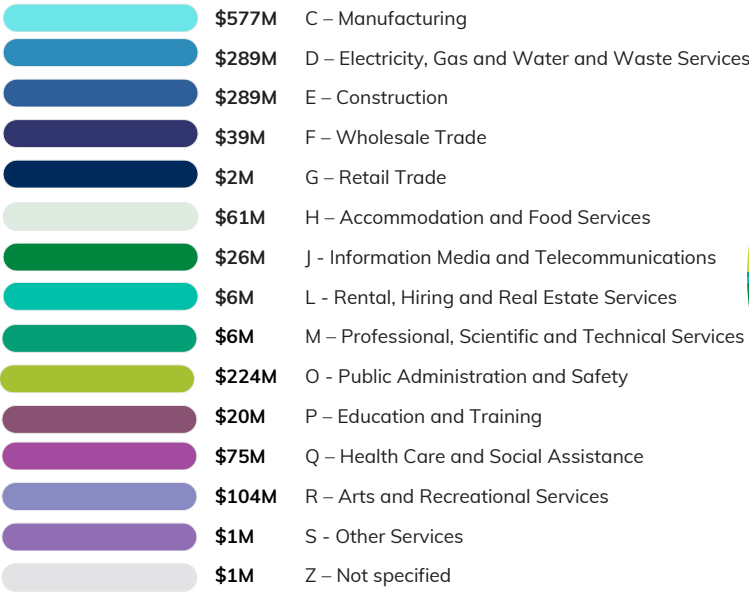 $577M C – Manufacturing
$289M D – Electricity, Gas and Water and Waste Services
$289M E – Construction
$39M F – Wholesale Trade
$2M G – Retail Trade
$61M H – Accommodation and Food Services
$26M J - Information Media and Telecommunications
$6M L - Rental, Hiring and Real Estate Services
$6M M – Professional, Scientific and Technical Services
$224M O - Public Administration and Safety
$20M P – Education and Training
$75M Q – Health Care and Social Assistance
$104M R – Arts and Recreational Services
$1M S - Other Services
$1M Z – Not specified